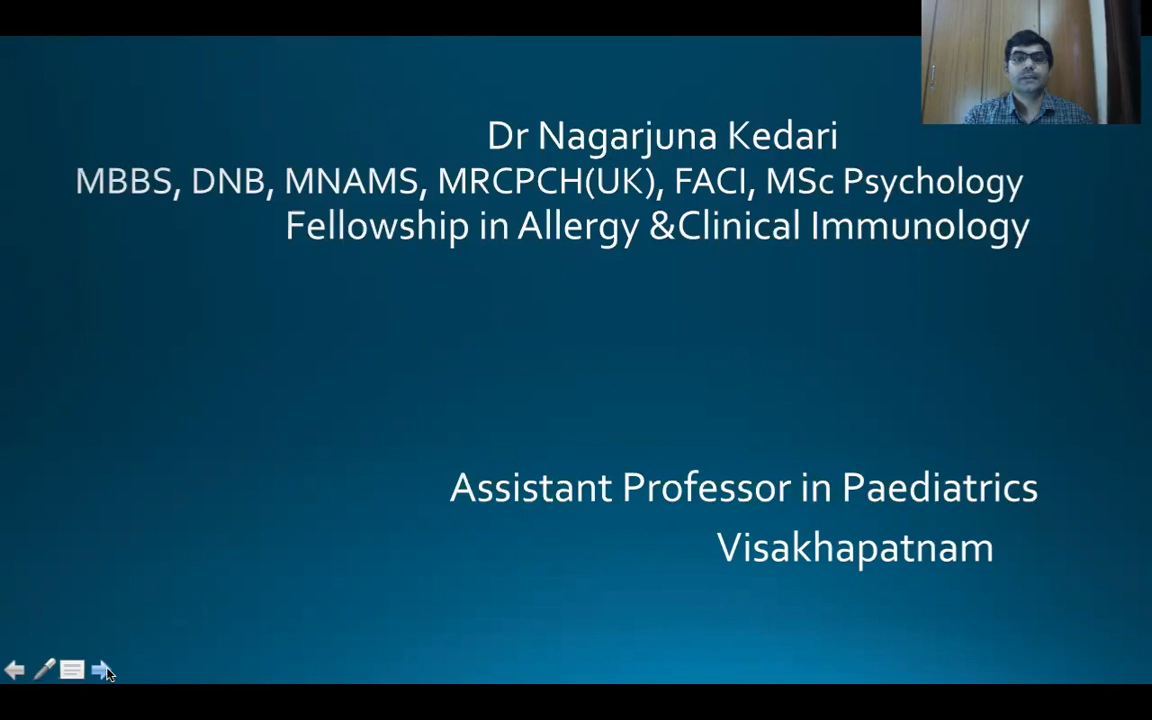 Dr Nagarjuna Kedari
MBBS, DNB, MNAMS, MRCPCH(UK), FACI, MSc Psychology
Fellowship in Allergy &Clinical Immunology
Assistant Professor in Paediatrics
Visakhapatnam